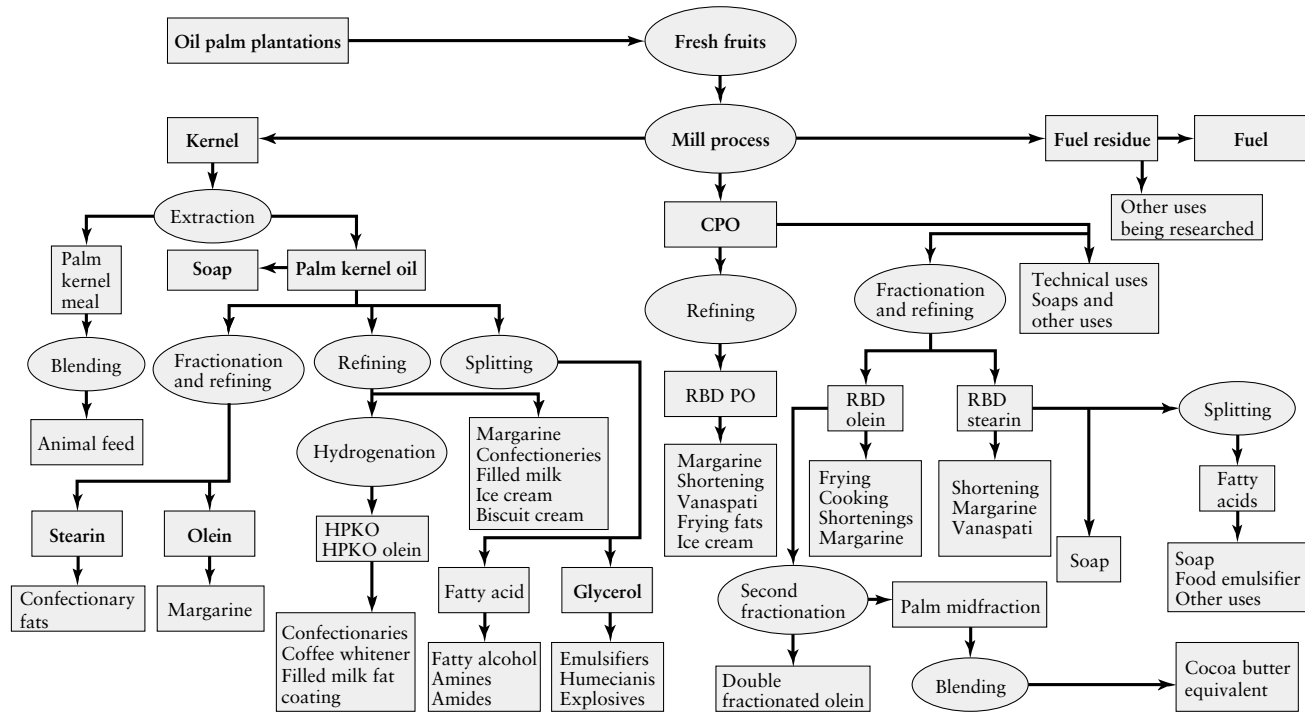 Oil palm plantations
Fresh fruits
Kernel
Mill process
Fuel residue
Fuel
Extraction
CPO
Other uses
being researched
Palm
kernel
meal
Soap
Palm kernel oil
Refining
Fractionation
and refining
Technical uses
Soaps and
other uses
Blending
Fractionation
and refining
Refining
Splitting
RBD PO
RBD
olein
RBD
stearin
Splitting
Animal feed
Hydrogenation
Margarine
Confectioneries
Filled milk
Ice cream
Biscuit cream
Margarine
Shortening
Vanaspati
Frying fats
Ice cream
Frying
Cooking
Shortenings
Margarine
Shortening
Margarine
Vanaspati
Fatty
acids
Stearin
Olein
HPKO
HPKO olein
Soap
Soap
Food emulsifier
Other uses
Confectionary
fats
Margarine
Fatty acid
Glycerol
Second
fractionation
Palm midfraction
Confectionaries
Coffee whitener
Filled milk fat
coating
Fatty alcohol
Amines
Amides
Emulsifiers
Humecianis
Explosives
Double
fractionated olein
Blending
Cocoa butter
equivalent